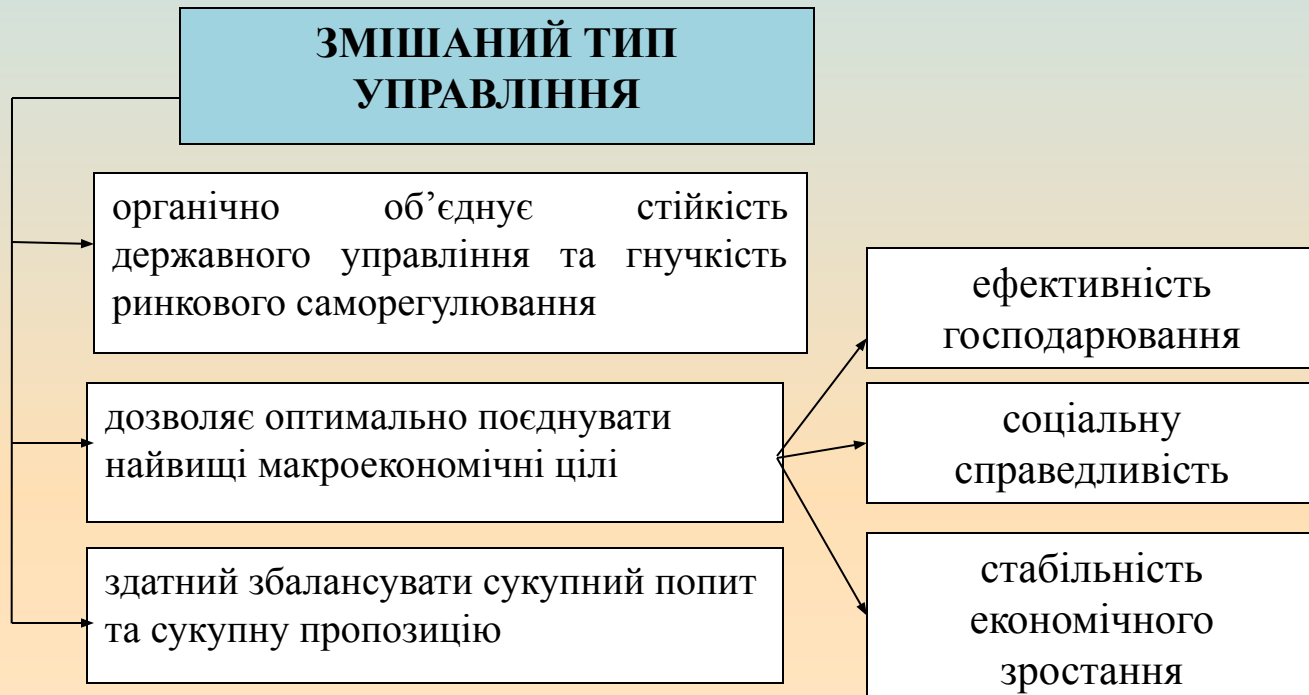 ЗМІШАНИЙ ТИП
УПРАВЛІННЯ
органічно об’єднує стійкість
державного управління та гнучкість
ринкового саморегулювання
дозволяє оптимально поєднувати
найвищі макроекономічні цілі
здатний збалансувати сукупний попит
та сукупну пропозицію
ефективність
господарювання
соціальну
справедливість
стабільність
економічного
зростання